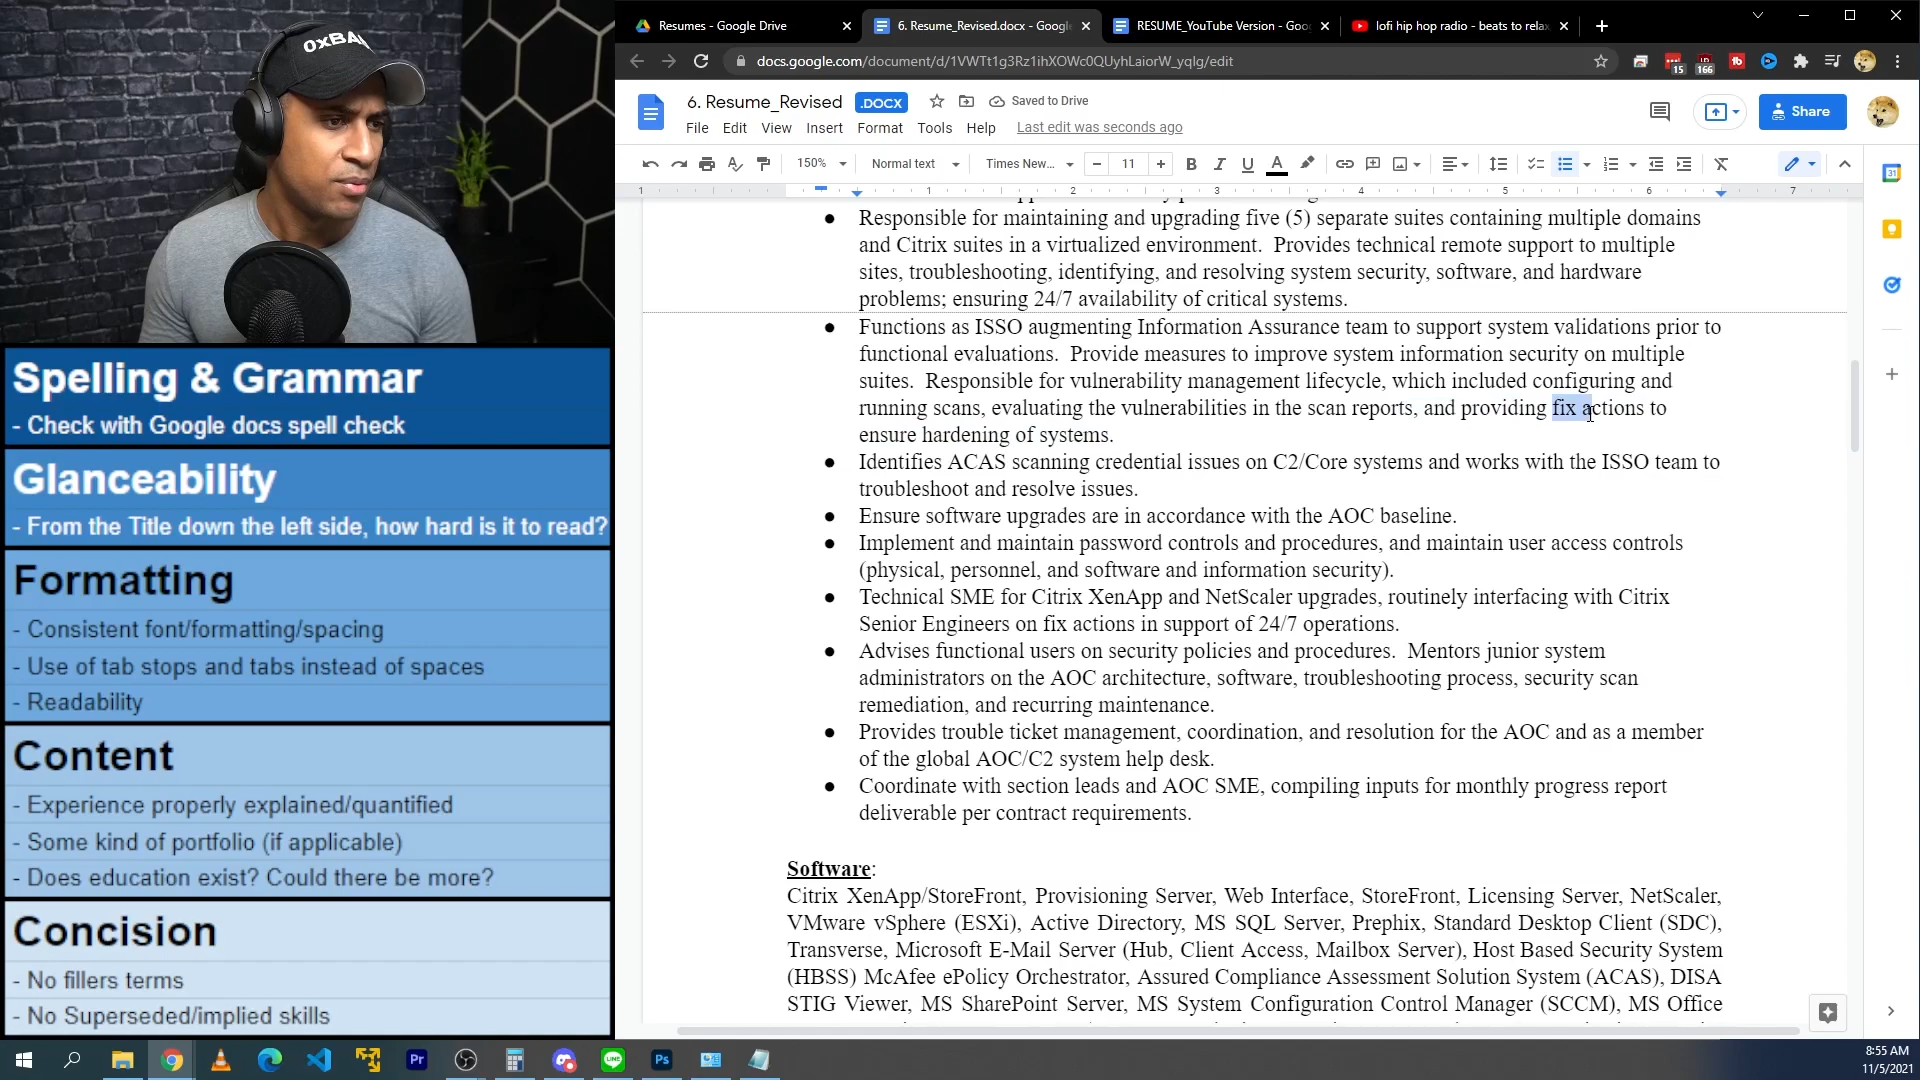 OxBA
Spelling & Grammar
- Check with Google docs spell check
Glanceability
- From the Title down the left side, how hard is it to read?
Formatting
- Consistent font/formatting/spacing
- Use of tab stops and tabs instead of spaces
- Readability
Content
- Experience properly explained/quantified
- Some kind of portfolio (if applicable)
- Does education exist? Could there be more?
Concision
- No fillers terms
- No Superseded/implied skills
Resumes - Google Drive
6. Resume_Revised.docx - Google
RESUME_YouTube Version - Goo
lofi hip hop radio - beats to relax
docs.google.com/document/d/1VWTt1g3Rz1ihXOWc0QUyhLaiorW_yqlg/edit
15
166
6. Resume_Revised
.DOCX
Saved to Drive
File Edit View Insert Format Tools Help Last edit was seconds ago
Share
150% Normal text Times New... 11 B I U A
1 1 2 3 4 5 6 7
31
● Responsible for maintaining and upgrading five (5) separate suites containing multiple domains
and Citrix suites in a virtualized environment.  Provides technical remote support to multiple
sites, troubleshooting, identifying, and resolving system security, software, and hardware
problems; ensuring 24/7 availability of critical systems.
● Functions as ISSO augmenting Information Assurance team to support system validations prior to
functional evaluations.  Provide measures to improve system information security on multiple
suites.  Responsible for vulnerability management lifecycle, which included configuring and
running scans, evaluating the vulnerabilities in the scan reports, and providing fix actions to
ensure hardening of systems.
● Identifies ACAS scanning credential issues on C2/Core systems and works with the ISSO team to
troubleshoot and resolve issues.
● Ensure software upgrades are in accordance with the AOC baseline.
● Implement and maintain password controls and procedures, and maintain user access controls
(physical, personnel, and software and information security).
● Technical SME for Citrix XenApp and NetScaler upgrades, routinely interfacing with Citrix
Senior Engineers on fix actions in support of 24/7 operations.
● Advises functional users on security policies and procedures.  Mentors junior system
administrators on the AOC architecture, software, troubleshooting process, security scan
remediation, and recurring maintenance.
● Provides trouble ticket management, coordination, and resolution for the AOC and as a member
of the global AOC/C2 system help desk.
● Coordinate with section leads and AOC SME, compiling inputs for monthly progress report
deliverable per contract requirements.
Software:
Citrix XenApp/StoreFront, Provisioning Server, Web Interface, StoreFront, Licensing Server, NetScaler,
VMware vSphere (ESXi), Active Directory, MS SQL Server, Prephix, Standard Desktop Client (SDC),
Transverse, Microsoft E-Mail Server (Hub, Client Access, Mailbox Server), Host Based Security System
(HBSS) McAfee ePolicy Orchestrator, Assured Compliance Assessment Solution System (ACAS), DISA
STIG Viewer, MS SharePoint Server, MS System Configuration Control Manager (SCCM), MS Office
Pr
LINE
Ps
8:55 AM
11/5/2021